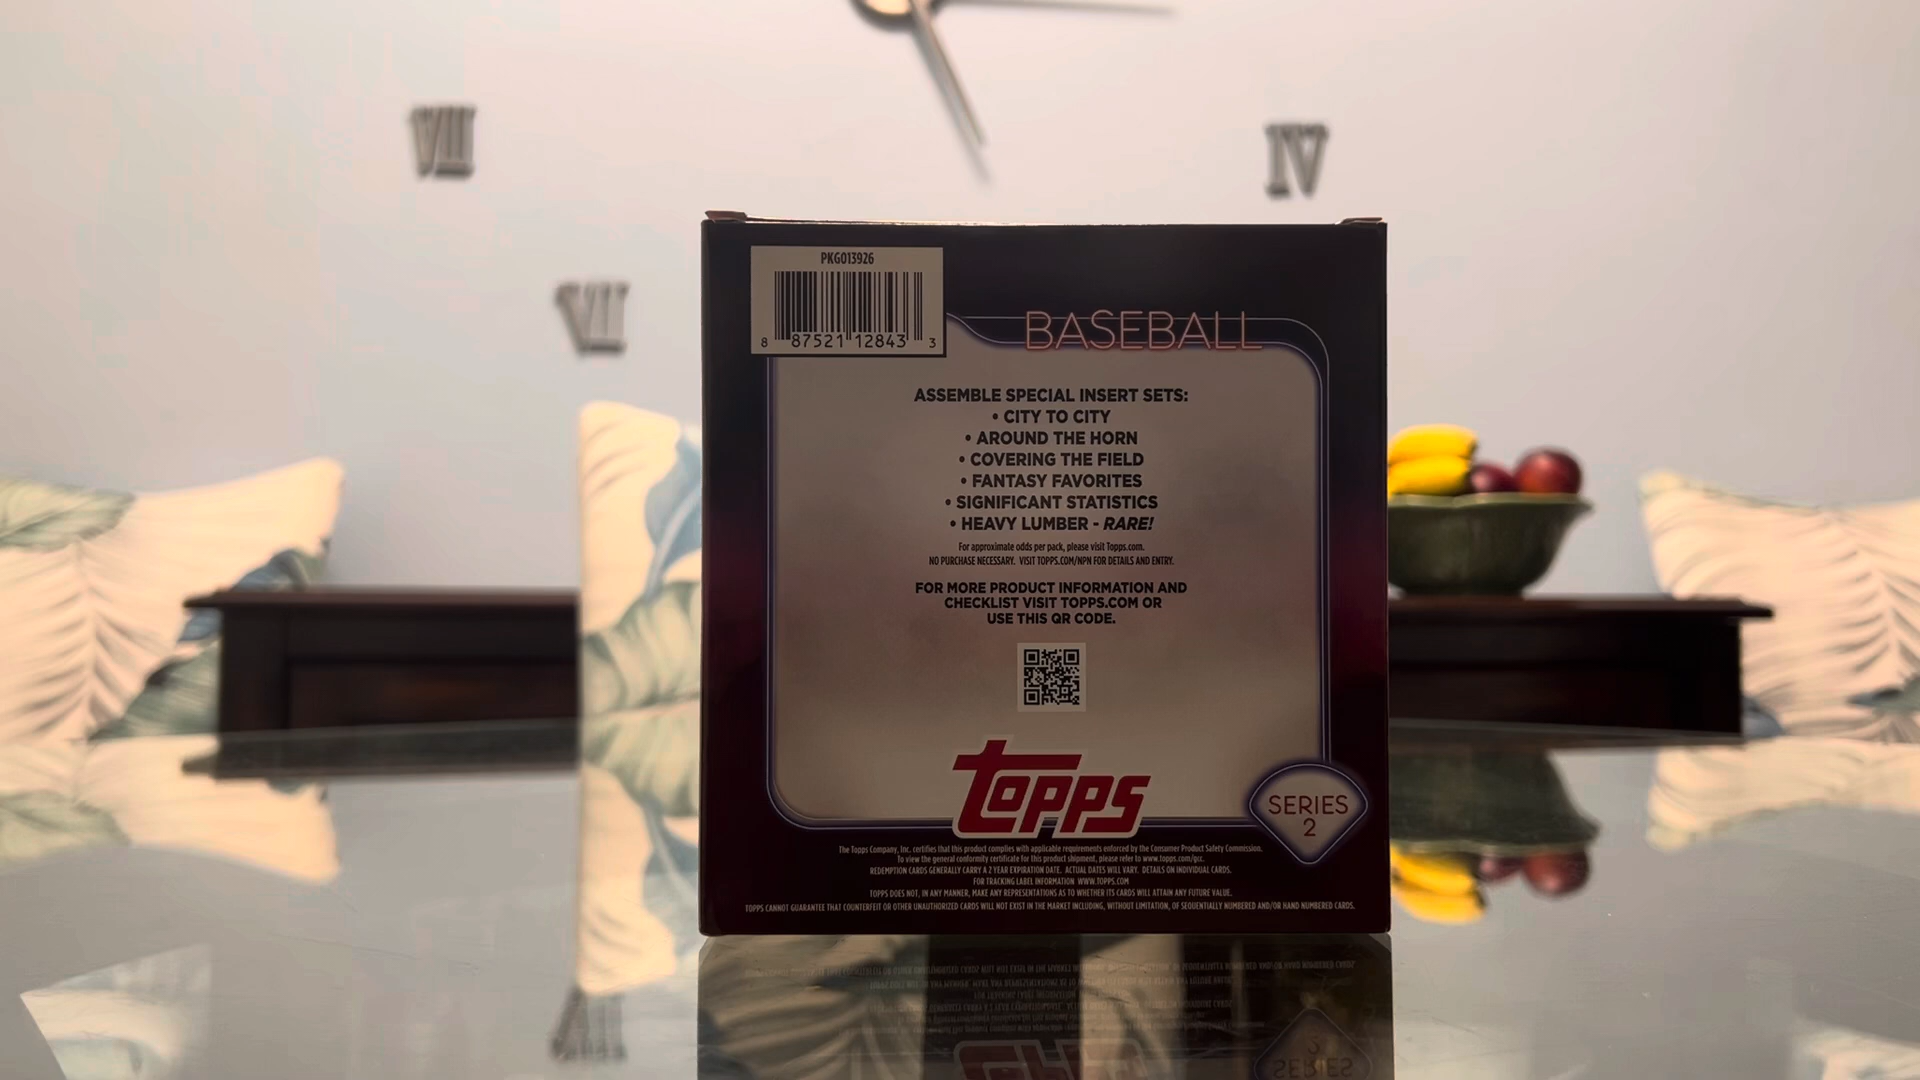 VII
IV
VII
PKG013926
8 87521 12843 3
BASEBALL
ASSEMBLE SPECIAL INSERT SETS:
• CITY TO CITY
• AROUND THE HORN
• COVERING THE FIELD
• FANTASY FAVORITES
• SIGNIFICANT STATISTICS
• HEAVY LUMBER - RARE!
For approximate odds per pack, please visit Topps.com.
NO PURCHASE NECESSARY. VISIT TOPPS.COM/NPN FOR DETAILS AND ENTRY.
FOR MORE PRODUCT INFORMATION AND
CHECKLIST VISIT TOPPS.COM OR
USE THIS QR CODE.
topps
SERIES
2
The Topps Company, Inc. certifies that this product complies with applicable requirements enforced by the Consumer Product Safety Commission.
To view the general conformity certificate for this product shipment, please refer to www.topps.com/gcc.
REDEMPTION CARDS GENERALLY CARRY A 2 YEAR EXPIRATION DATE. ACTUAL DATES WILL VARY. DETAILS ON INDIVIDUAL CARDS.
FOR TRACKING LABEL INFORMATION WWW.TOPPS.COM
TOPPS DOES NOT, IN ANY MANNER, MAKE ANY REPRESENTATIONS AS TO WHETHER ITS CARDS WILL ATTAIN ANY FUTURE VALUE.
TOPPS CANNOT GUARANTEE THAT COUNTERFEIT OR OTHER UNAUTHORIZED CARDS WILL NOT EXIST IN THE MARKET INCLUDING, WITHOUT LIMITATION, OF SEQUENTIALLY NUMBERED AND/OR HAND NUMBERED CARDS.